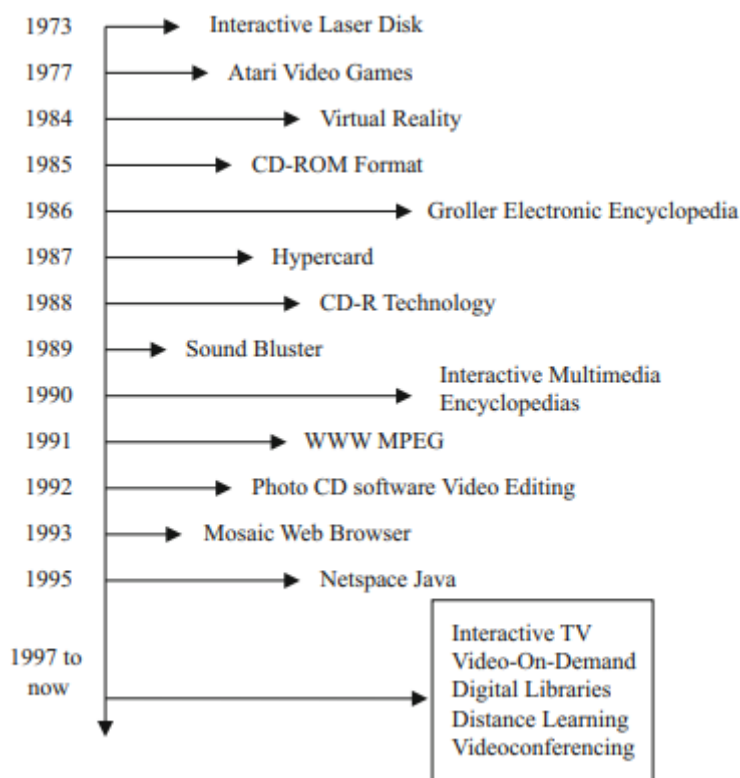 1973 Interactive Laser Disk
1977 Atari Video Games
1984 Virtual Reality
1985 CD-ROM Format
1986 Groller Electronic Encyclopedia
1987 Hypercard
1988 CD-R Technology
1989 Sound Bluster
1990 Interactive Multimedia
Encyclopedias
1991 WWW MPEG
1992 Photo CD software Video Editing
1993 Mosaic Web Browser
1995 Netspace Java
1997 to
now
Interactive TV
Video-On-Demand
Digital Libraries
Distance Learning
Videoconferencing